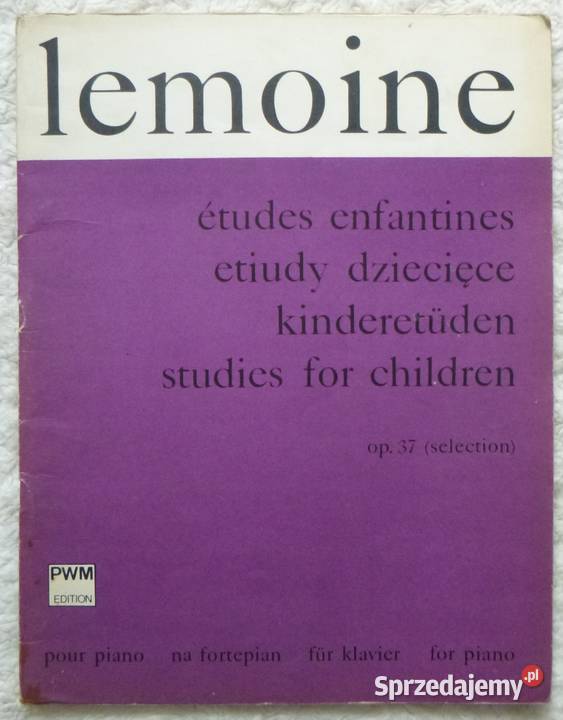 lemoine
études enfantines
etiudy dziecięce
kinderetüden
studies for children
op. 37 (selection)
PWM
EDITION
pour piano na fortepian für klavier for piano
Sprzedajemy.pl